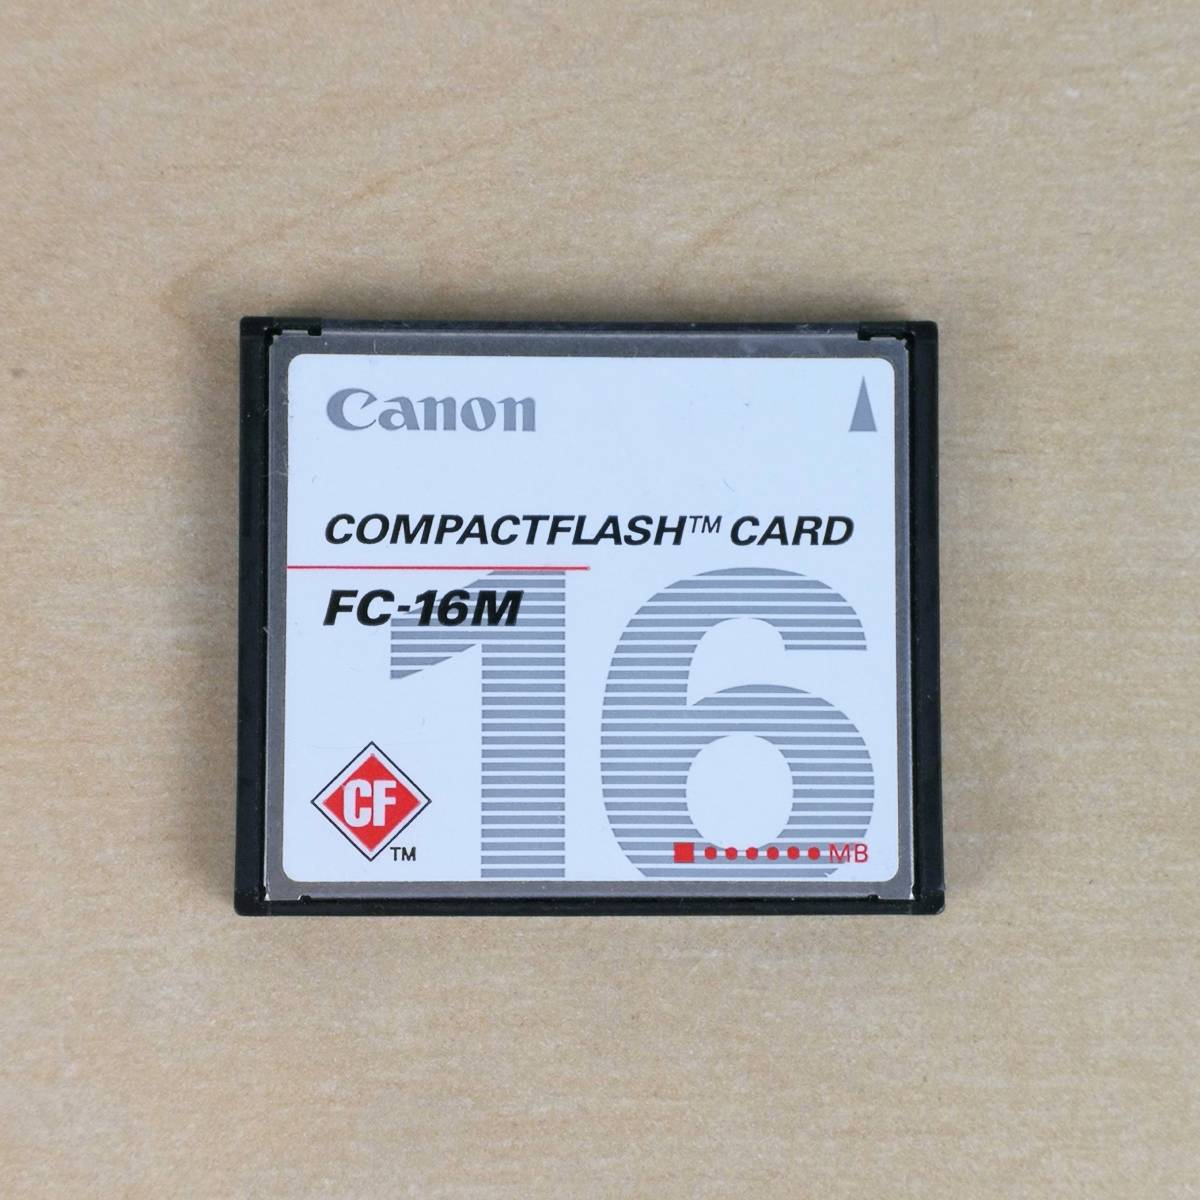 Canon
COMPACTFLASH™ CARD
FC-16M
16
CF
TM
MB